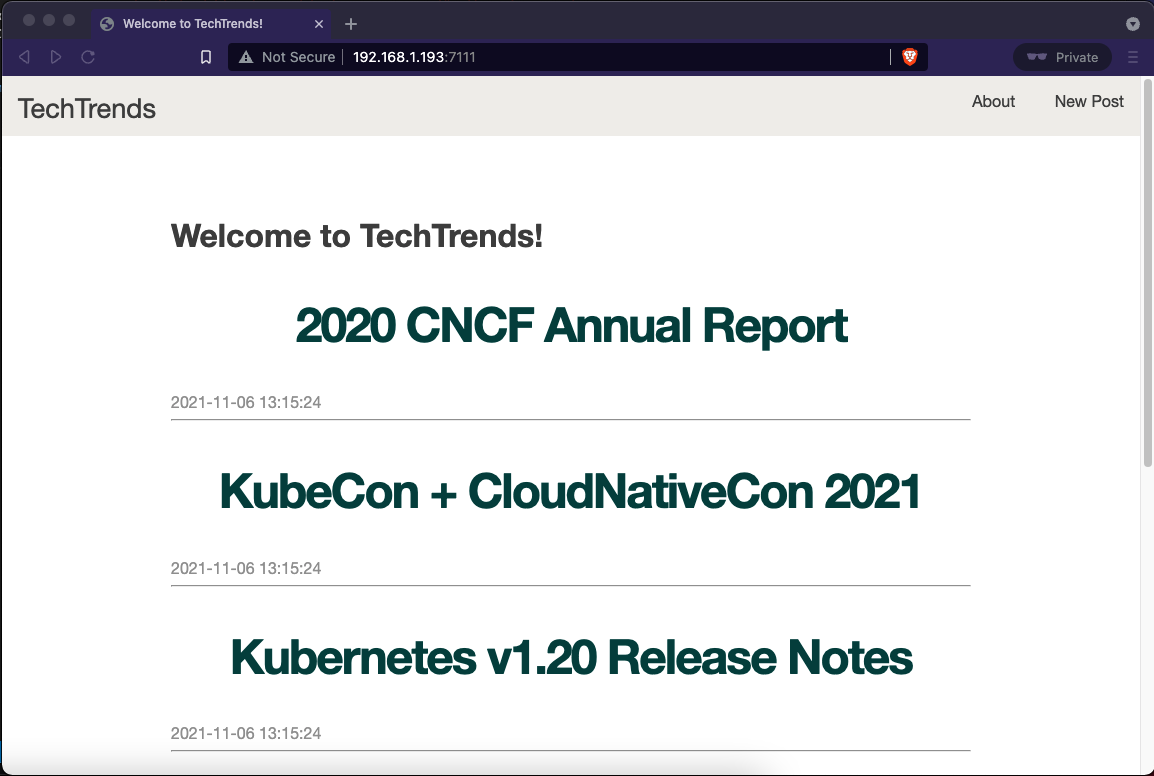 Welcome to TechTrends!
Not Secure 192.168.1.193:7111
Private
TechTrends
About New Post
Welcome to TechTrends!
2020 CNCF Annual Report
2021-11-06 13:15:24
KubeCon + CloudNativeCon 2021
2021-11-06 13:15:24
Kubernetes v1.20 Release Notes
2021-11-06 13:15:24